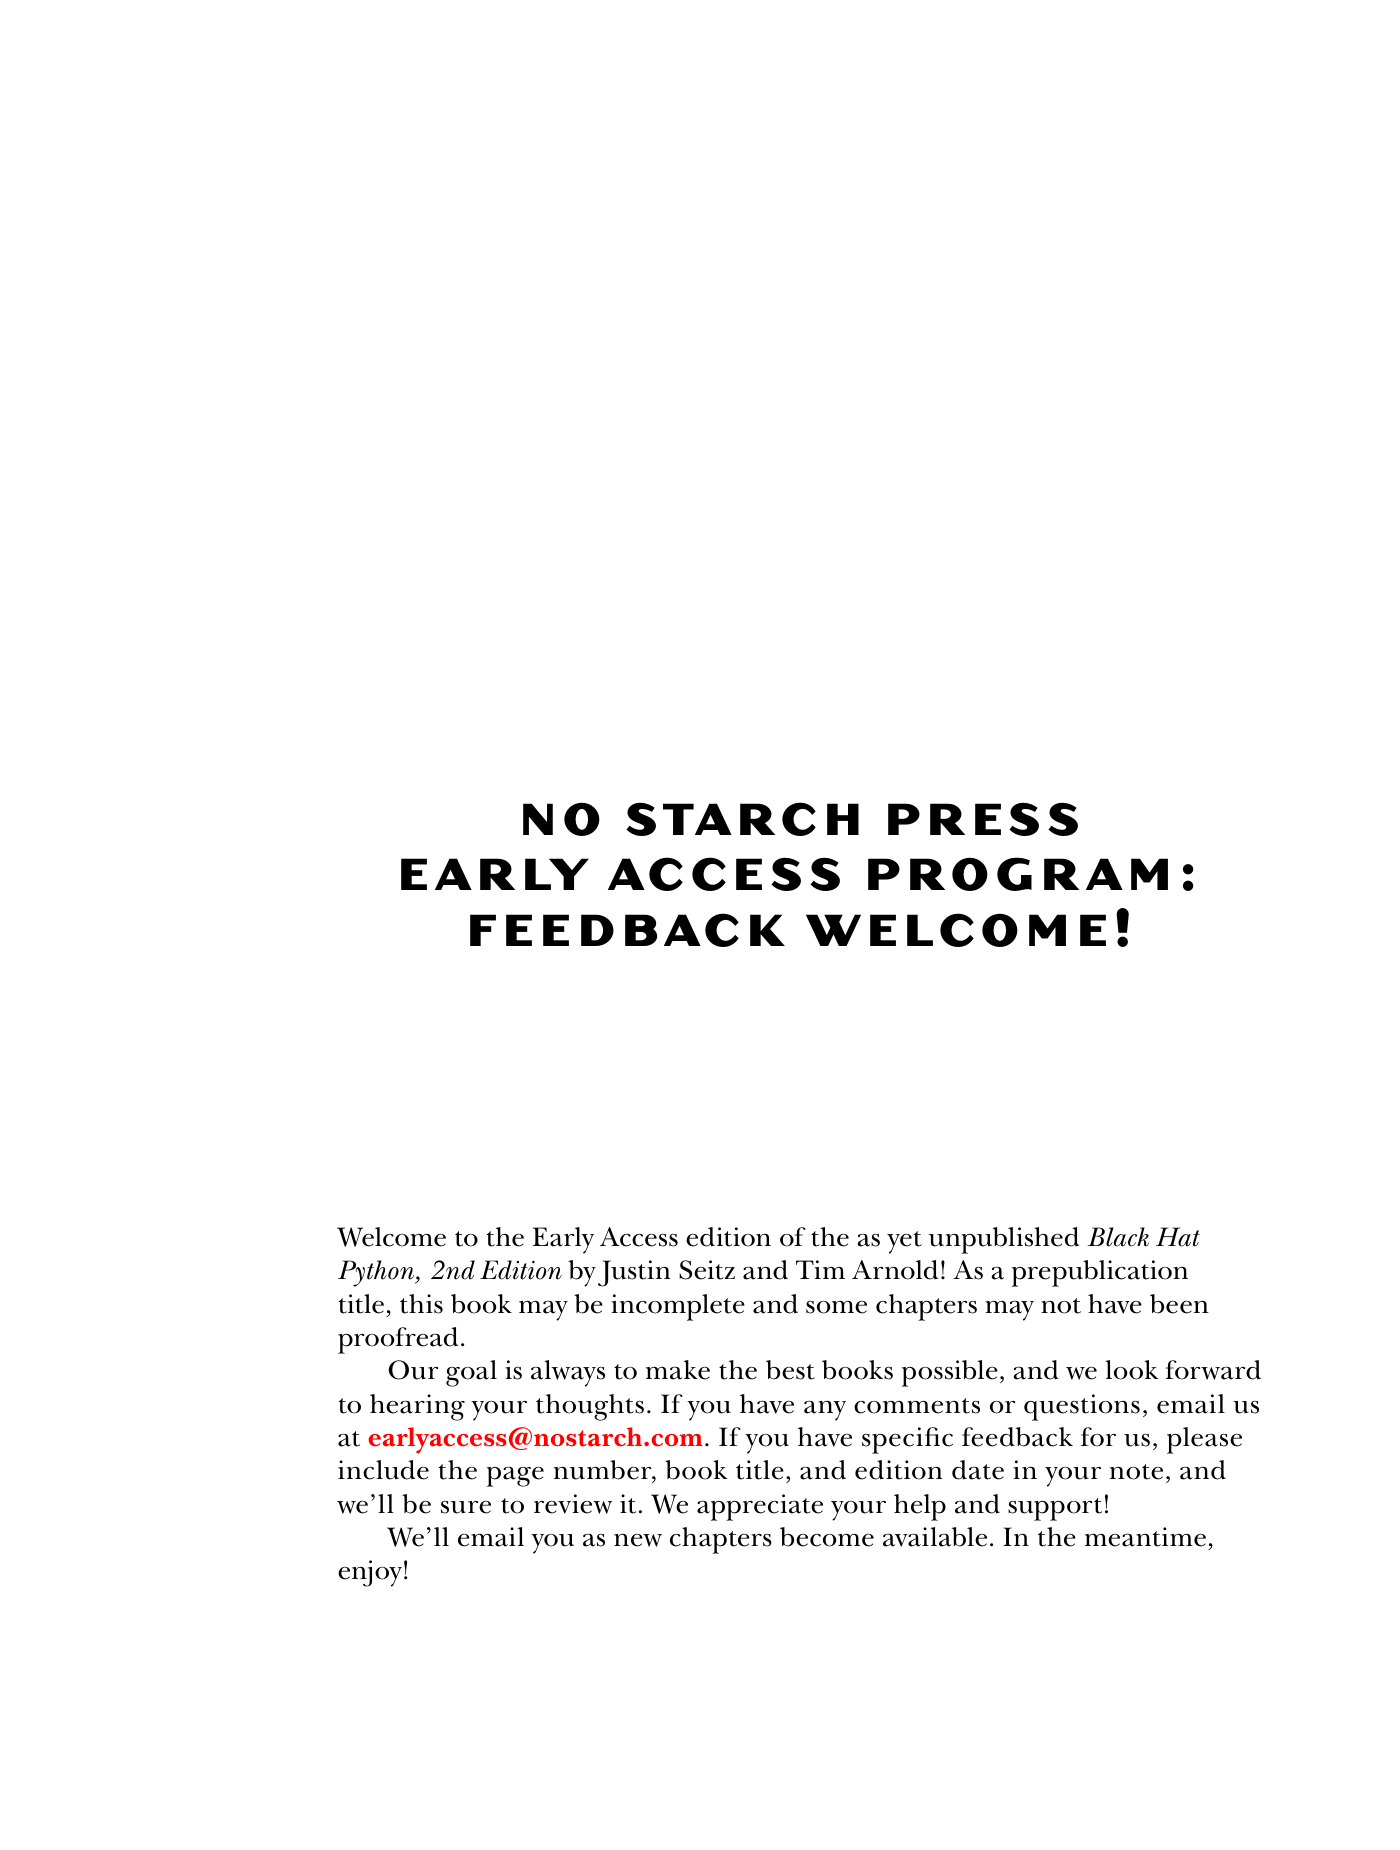 NO STARCH PRESS
EARLY ACCESS PROGRAM:
FEEDBACK WELCOME!
Welcome to the Early Access edition of the as yet unpublished Black Hat
Python, 2nd Edition by Justin Seitz and Tim Arnold! As a prepublication
title, this book may be incomplete and some chapters may not have been
proofread.
Our goal is always to make the best books possible, and we look forward
to hearing your thoughts. If you have any comments or questions, email us
at earlyaccess@nostarch.com. If you have specific feedback for us, please
include the page number, book title, and edition date in your note, and
we’ll be sure to review it. We appreciate your help and support!
We’ll email you as new chapters become available. In the meantime,
enjoy!